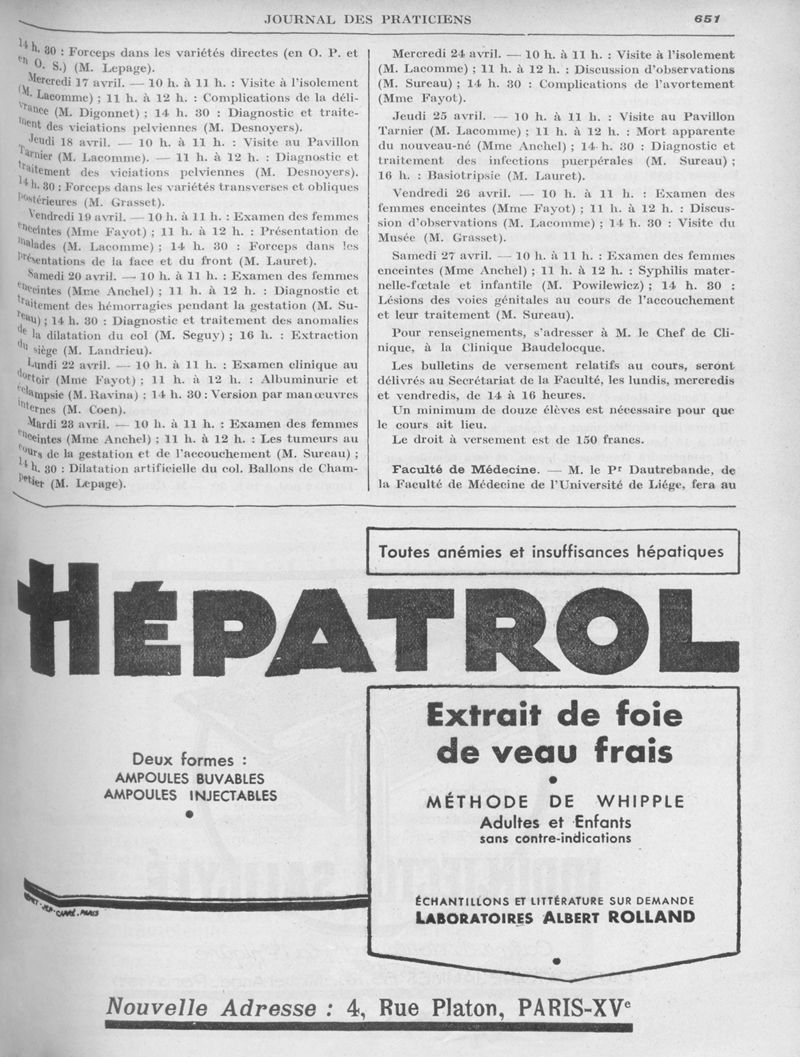 JOURNAL DES PRATICIENS 651
14 h. 30 : Forceps dans les variétés directes (en O. P. et
en O. S.) (M. Lepage).
Mercredi 17 avril. — 10 h. à 11 h. : Visite à l'isolement
(M. Lacomme) ; 11 h. à 12 h. : Complications de la déli-
vrance (M. Digonnet) ; 14 h. 30 : Diagnostic et traite-
ment des viciations pelviennes (M. Desnoyers).
Jeudi 18 avril. — 10 h. à 11 h. : Visite au Pavillon
Tarnier (M. Lacomme). — 11 h. à 12 h. : Diagnostic et
traitement des viciations pelviennes (M. Desnoyers).
14 h. 30 : Forceps dans les variétés transverses et obliques
postérieures (M. Grasset).
Vendredi 19 avril. — 10 h. à 11 h. : Examen des femmes
enceintes (Mme Fayot) ; 11 h. à 12 h. : Présentation de
malades (M. Lacomme) ; 14 h. 30 : Forceps dans les
présentations de la face et du front (M. Lauret).
Samedi 20 avril. — 10 h. à 11 h. : Examen des femmes
enceintes (Mme Anchel) ; 11 h. à 12 h. : Diagnostic et
traitement des hémorragies pendant la gestation (M. Su-
reau) ; 14 h. 30 : Diagnostic et traitement des anomalies
de la dilatation du col (M. Seguy) ; 16 h. : Extraction
du siège (M. Landrieu).
Lundi 22 avril. — 10 h. à 11 h. : Examen clinique au
dortoir (Mme Fayot) ; 11 h. à 12 h. : Albuminurie et
éclampsie (M. Ravina) ; 14 h. 30 : Version par manœuvres
internes (M. Coen).
Mardi 23 avril. — 10 h. à 11 h. : Examen des femmes
enceintes (Mme Anchel) ; 11 h. à 12 h. : Les tumeurs au
cours de la gestation et de l'accouchement (M. Sureau) ;
14 h. 30 : Dilatation artificielle du col. Ballons de Cham-
petier (M. Lepage).
Mercredi 24 avril. — 10 h. à 11 h. : Visite à l'isolement
(M. Lacomme) ; 11 h. à 12 h. : Discussion d'observations
(M. Sureau) ; 14 h. 30 : Complications de l'avortement
(Mme Fayot).
Jeudi 25 avril. — 10 h. à 11 h. : Visite au Pavillon
Tarnier (M. Lacomme) ; 11 h. à 12 h. : Mort apparente
du nouveau-né (Mme Anchel) ; 14 h. 30 : Diagnostic et
traitement des infections puerpérales (M. Sureau) ;
16 h. : Basiotripsie (M. Lauret).
Vendredi 26 avril. — 10 h. à 11 h. : Examen des
femmes enceintes (Mme Fayot) ; 11 h. à 12 h. : Discus-
sion d'observations (M. Lacomme) ; 14 h. 30 : Visite du
Musée (M. Grasset).
Samedi 27 avril. — 10 h. à 11 h. : Examen des femmes
enceintes (Mme Anchel) ; 11 h. à 12 h. : Syphilis mater-
nelle-fœtale et infantile (M. Powilewicz) ; 14 h. 30 :
Lésions des voies génitales au cours de l'accouchement
et leur traitement (M. Sureau).
Pour renseignements, s'adresser à M. le Chef de Cli-
nique, à la Clinique Baudelocque.
Les bulletins de versement relatifs au cours, seront
délivrés au Secrétariat de la Faculté, les lundis, mercredis
et vendredis, de 14 à 16 heures.
Un minimum de douze élèves est nécessaire pour que
le cours ait lieu.
Le droit à versement est de 150 francs.
Faculté de Médecine. — M. le Pr Dautrebande, de
la Faculté de Médecine de l'Université de Liége, fera au
Toutes anémies et insuffisances hépatiques
HÉPATROL
Deux formes :
AMPOULES BUVABLES
AMPOULES INJECTABLES
Extrait de foie
de veau frais
MÉTHODE DE WHIPPLE
Adultes et Enfants
sans contre-indications
ÉCHANTILLONS ET LITTÉRATURE SUR DEMANDE
LABORATOIRES ALBERT ROLLAND
Nouvelle Adresse : 4, Rue Platon, PARIS-XVe